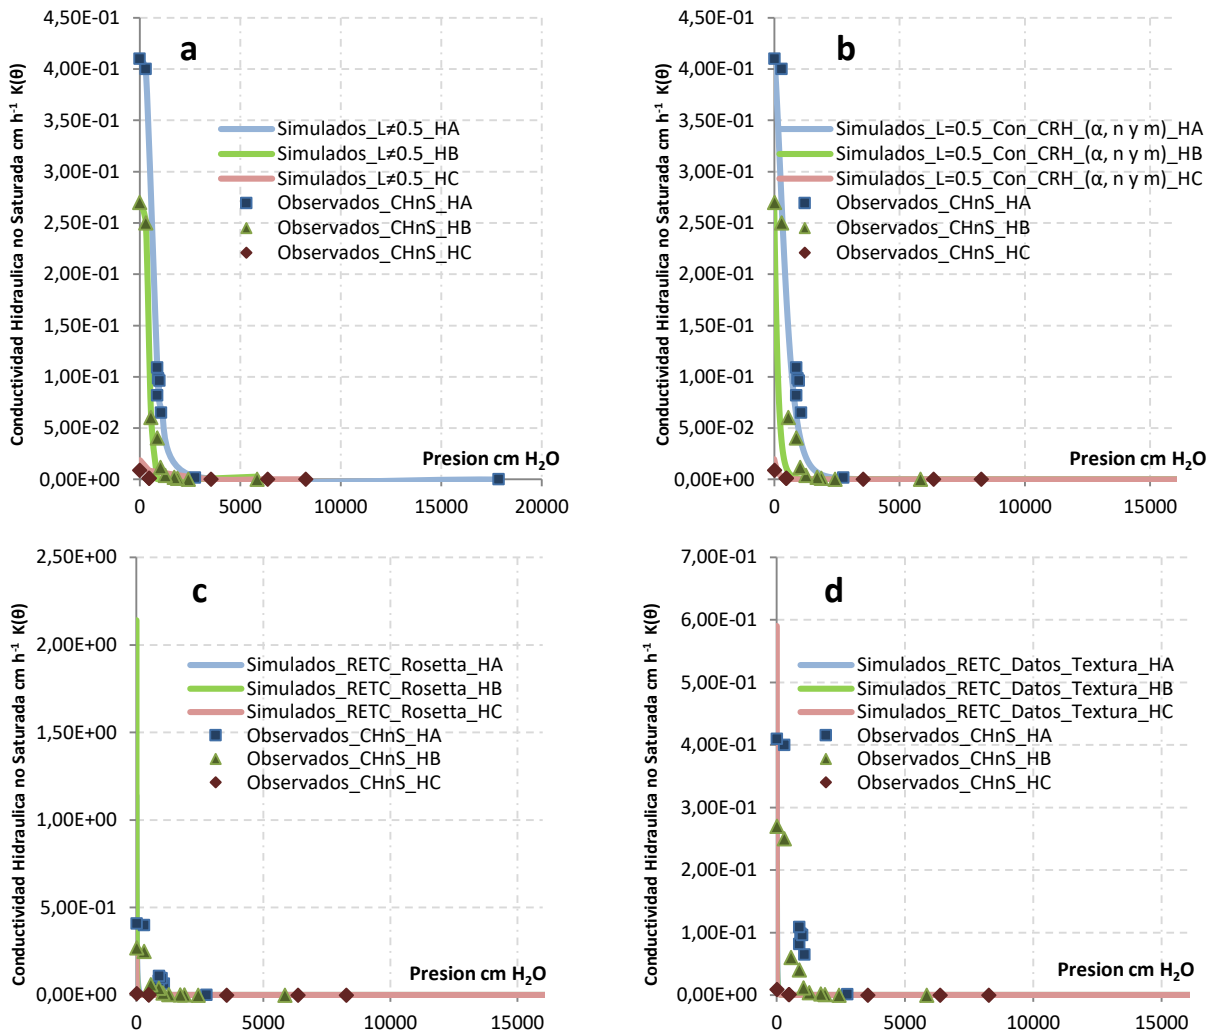 a
Conductividad Hidraulica no Saturada cm h⁻¹ K(θ)
4,50E-01
4,00E-01
3,50E-01
3,00E-01
2,50E-01
2,00E-01
1,50E-01
1,00E-01
5,00E-02
0,00E+00
Simulados_L≠0.5_HA
Simulados_L≠0.5_HB
Simulados_L≠0.5_HC
Observados_CHnS_HA
Observados_CHnS_HB
Observados_CHnS_HC
Presion cm H₂O
0
5000
10000
15000
20000
b
Conductividad Hidraulica no Saturada cm h⁻¹ K(θ)
4,50E-01
4,00E-01
3,50E-01
3,00E-01
2,50E-01
2,00E-01
1,50E-01
1,00E-01
5,00E-02
0,00E+00
Simulados_L=0.5_Con_CRH_(α, n y m)_HA
Simulados_L=0.5_Con_CRH_(α, n y m)_HB
Simulados_L=0.5_Con_CRH_(α, n y m)_HC
Observados_CHnS_HA
Observados_CHnS_HB
Observados_CHnS_HC
Presion cm H₂O
0
5000
10000
15000
c
Conductividad Hidraulica no Saturada cm h⁻¹ K(θ)
2,50E+00
2,00E+00
1,50E+00
1,00E+00
5,00E-01
0,00E+00
Simulados_RETC_Rosetta_HA
Simulados_RETC_Rosetta_HB
Simulados_RETC_Rosetta_HC
Observados_CHnS_HA
Observados_CHnS_HB
Observados_CHnS_HC
Presion cm H₂O
0
5000
10000
15000
d
Conductividad Hidraulica no Saturada cm h⁻¹ K(θ)
7,00E-01
6,00E-01
5,00E-01
4,00E-01
3,00E-01
2,00E-01
1,00E-01
0,00E+00
Simulados_RETC_Datos_Textura_HA
Simulados_RETC_Datos_Textura_HB
Simulados_RETC_Datos_Textura_HC
Observados_CHnS_HA
Observados_CHnS_HB
Observados_CHnS_HC
Presion cm H₂O
0
5000
10000
15000